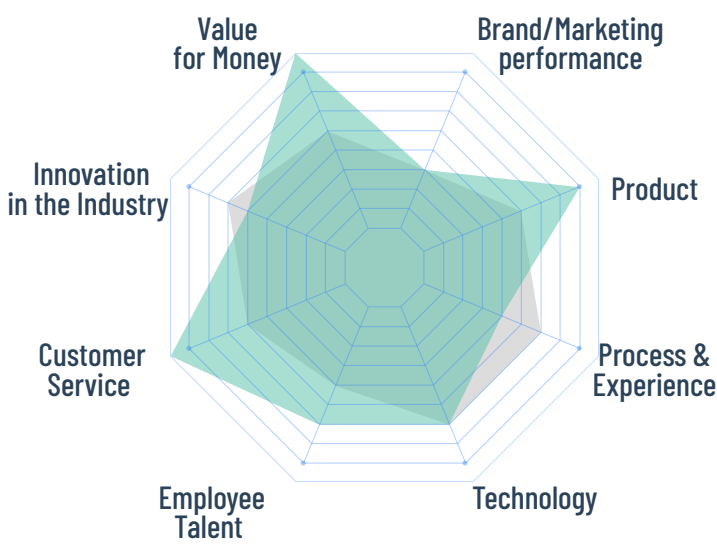 Value
for Money
Brand/Marketing
performance
Innovation
in the Industry
Product
Customer
Service
Process &
Experience
Employee
Talent
Technology